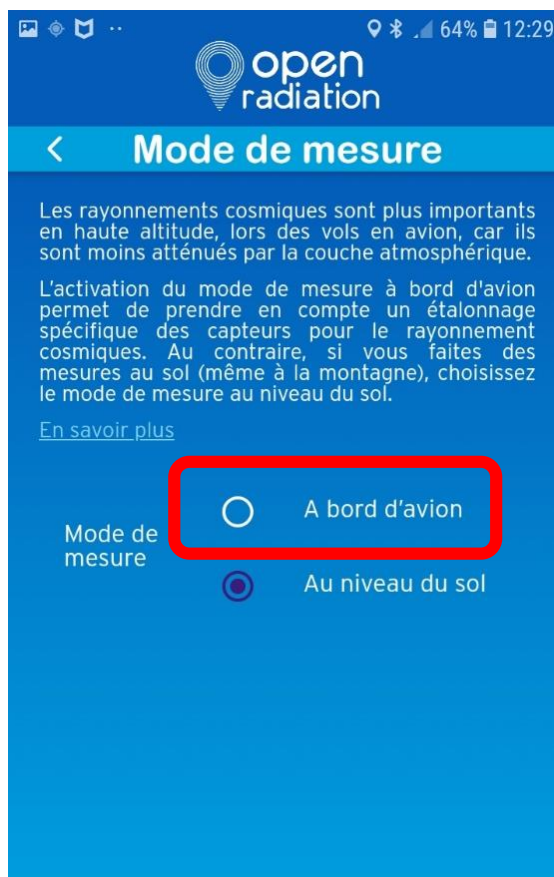 64% 12:29
open
radiation
Mode de mesure
Les rayonnements cosmiques sont plus importants
en haute altitude, lors des vols en avion, car ils
sont moins atténués par la couche atmosphérique.
L'activation du mode de mesure à bord d'avion
permet de prendre en compte un étalonnage
spécifique des capteurs pour le rayonnement
cosmiques. Au contraire, si vous faites des
mesures au sol (même à la montagne), choisissez
le mode de mesure au niveau du sol.
En savoir plus
A bord d'avion
Mode de
mesure
Au niveau du sol